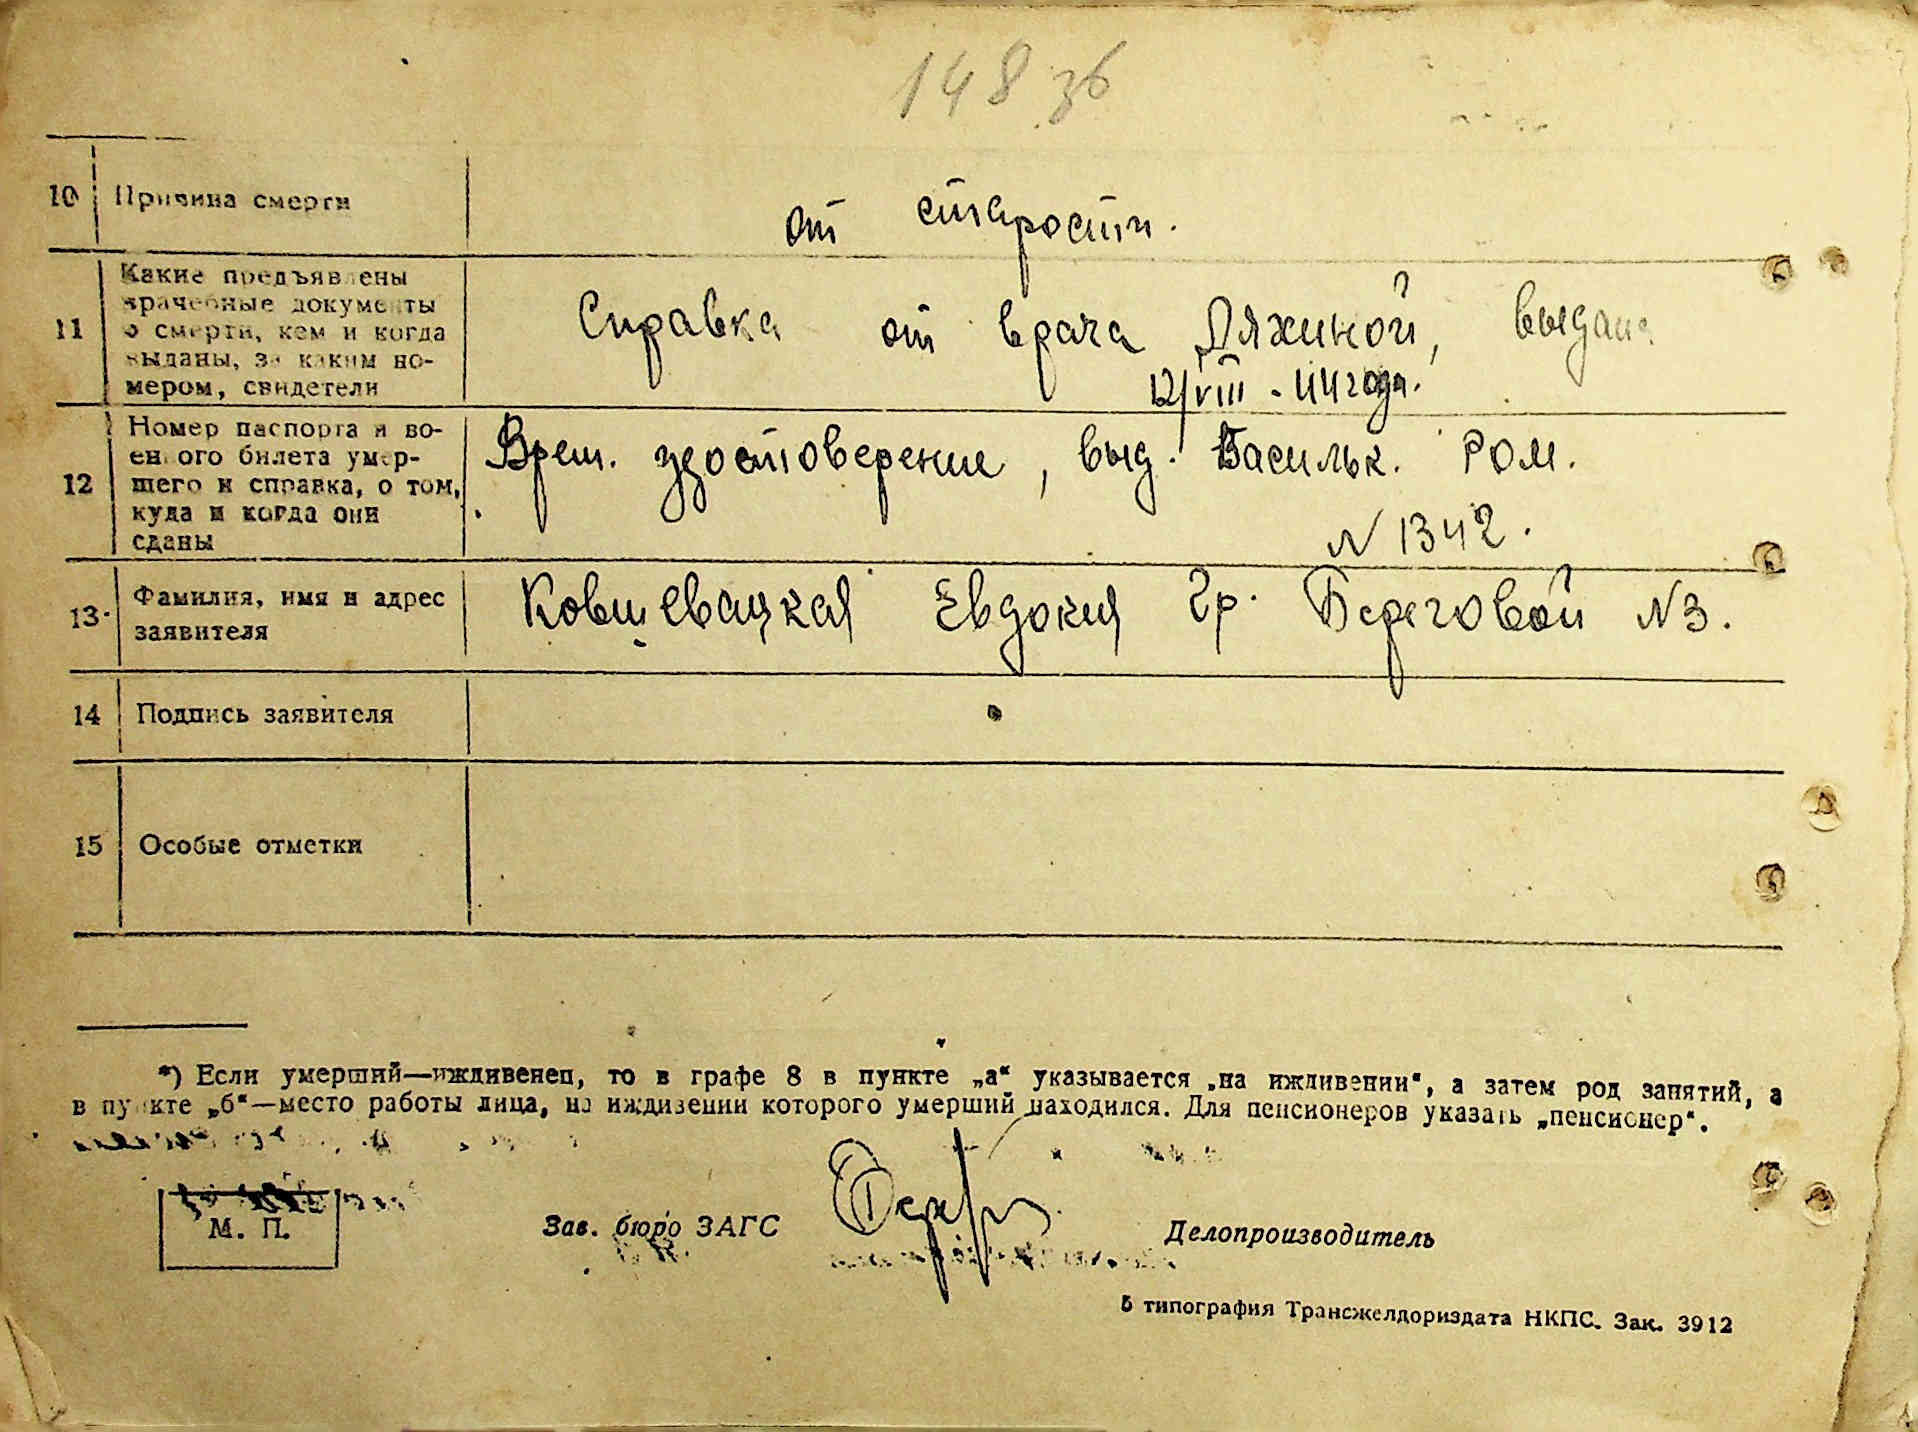 148 зв
10 Причина смерти
от старости.
11 Какие предъявлены
врачебные документы
о смерти, кем и когда
выданы, за каким но-
мером, свидетели
Справка от врача Дяхиной, выдана
12/VIII - 44 года.
12 Номер паспорта и во-
енного билета умер-
шего и справка, о том,
куда и когда они
сданы
Врем. удостоверение, выд. Васильк. РОМ.
N 1342.
13 Фамилия, имя и адрес
заявителя
Ковшевацкая Евдокия Гр. Береговой N3.
14 Подпись заявителя
15 Особые отметки
*) Если умерший—иждивенец, то в графе 8 в пункте „а“ указывается „на иждивении“, а затем род занятий, а
в пункте „б“—место работы лица, на иждивении которого умерший находился. Для пенсионеров указать „пенсионер“.
М. П.
Зав. бюро ЗАГС
Делопроизводитель
5 типография Трансжелдориздата НКПС. Зак. 3912